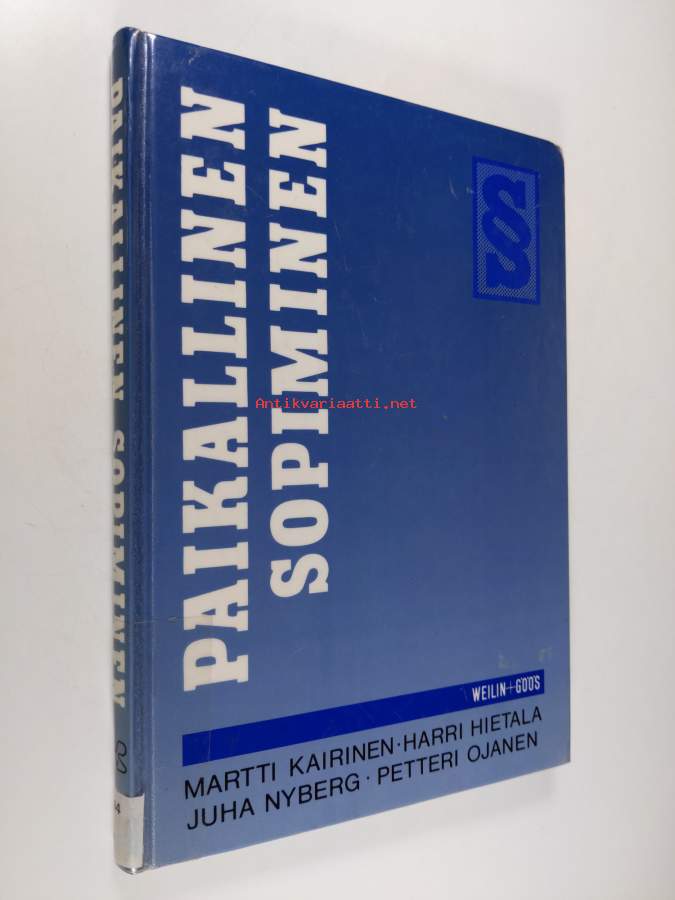 PAIKALLINEN
SOPIMINEN
§
WEILIN+GÖÖS
MARTTI KAIRINEN · HARRI HIETALA
JUHA NYBERG · PETTERI OJANEN
PAIKALLINEN SOPIMINEN
Antikvariaatti.net